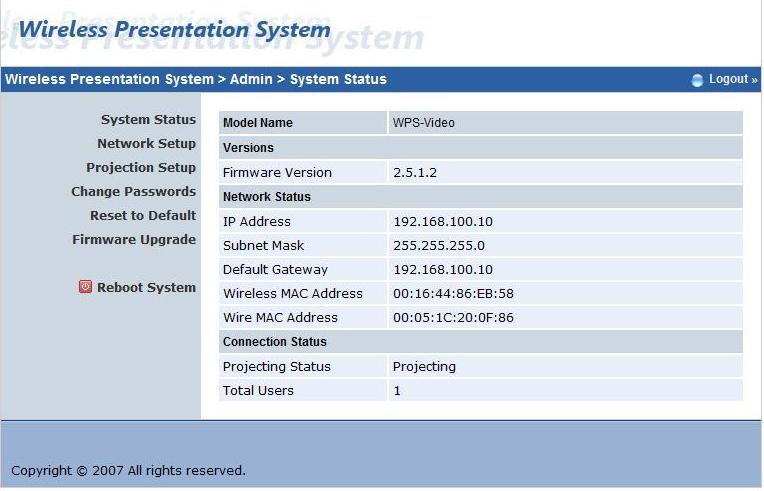 Wireless Presentation System
Wireless Presentation System > Admin > System Status
Logout »
System Status
Network Setup
Projection Setup
Change Passwords
Reset to Default
Firmware Upgrade
Reboot System
Model Name WPS-Video
Versions
Firmware Version 2.5.1.2
Network Status
IP Address 192.168.100.10
Subnet Mask 255.255.255.0
Default Gateway 192.168.100.10
Wireless MAC Address 00:16:44:86:EB:58
Wire MAC Address 00:05:1C:20:0F:86
Connection Status
Projecting Status Projecting
Total Users 1
Copyright © 2007 All rights reserved.